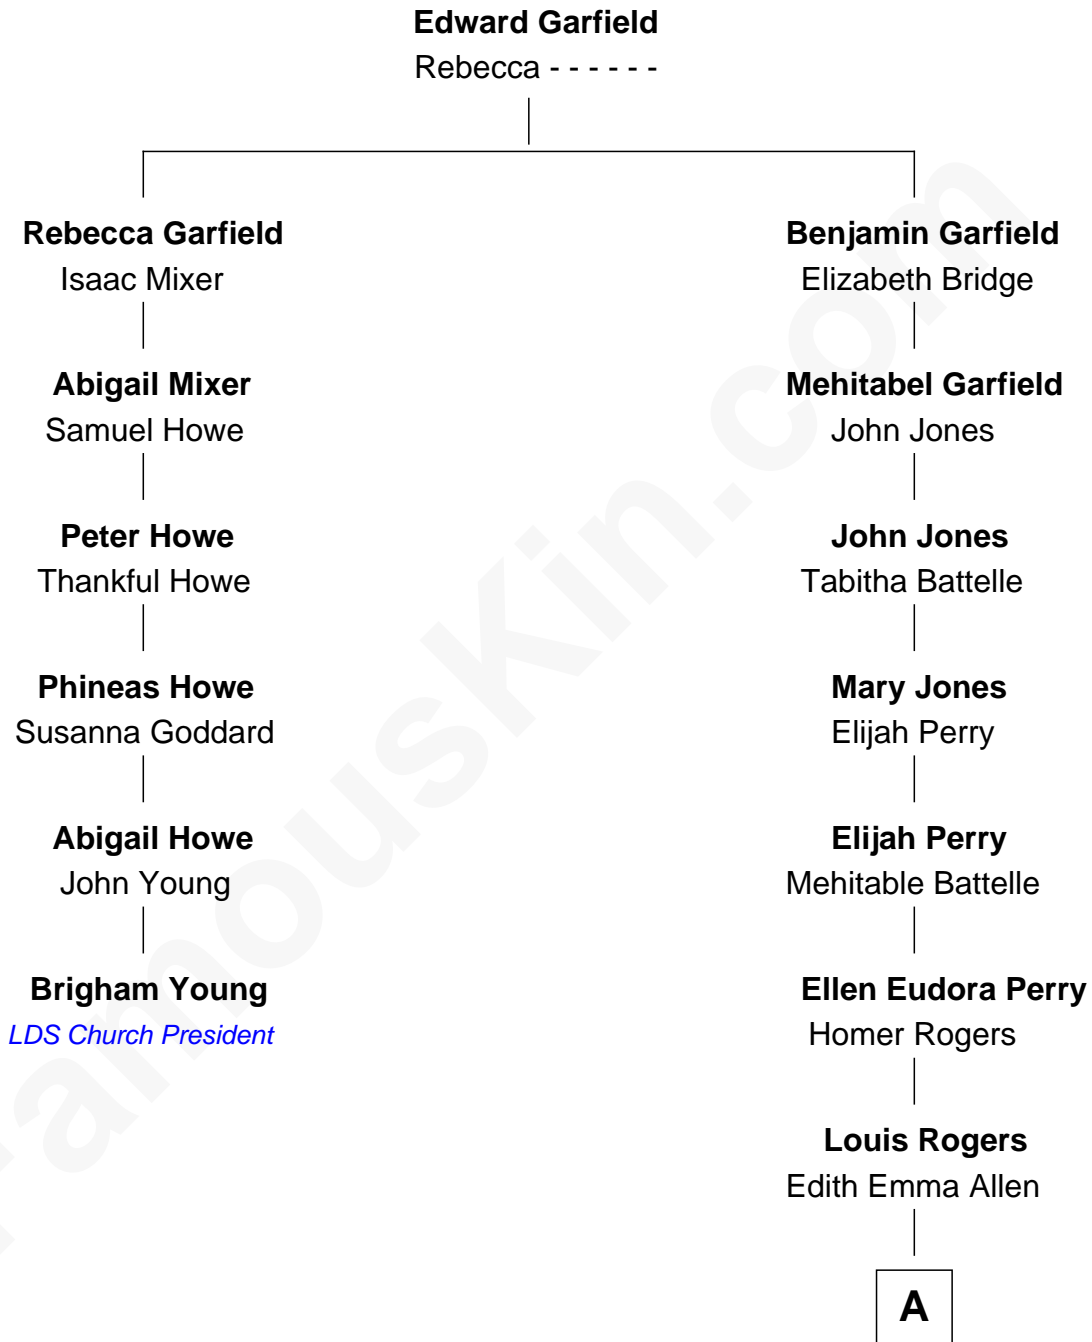 Edward Garfield
Rebecca - - - - - -
Rebecca Garfield
Isaac Mixer
Abigail Mixer
Samuel Howe
Peter Howe
Thankful Howe
Phineas Howe
Susanna Goddard
Abigail Howe
John Young
Brigham Young
LDS Church President
Benjamin Garfield
Elizabeth Bridge
Mehitabel Garfield
John Jones
John Jones
Tabitha Battelle
Mary Jones
Elijah Perry
Elijah Perry
Mehitable Battelle
Ellen Eudora Perry
Homer Rogers
Louis Rogers
Edith Emma Allen
A
FamousKin.com